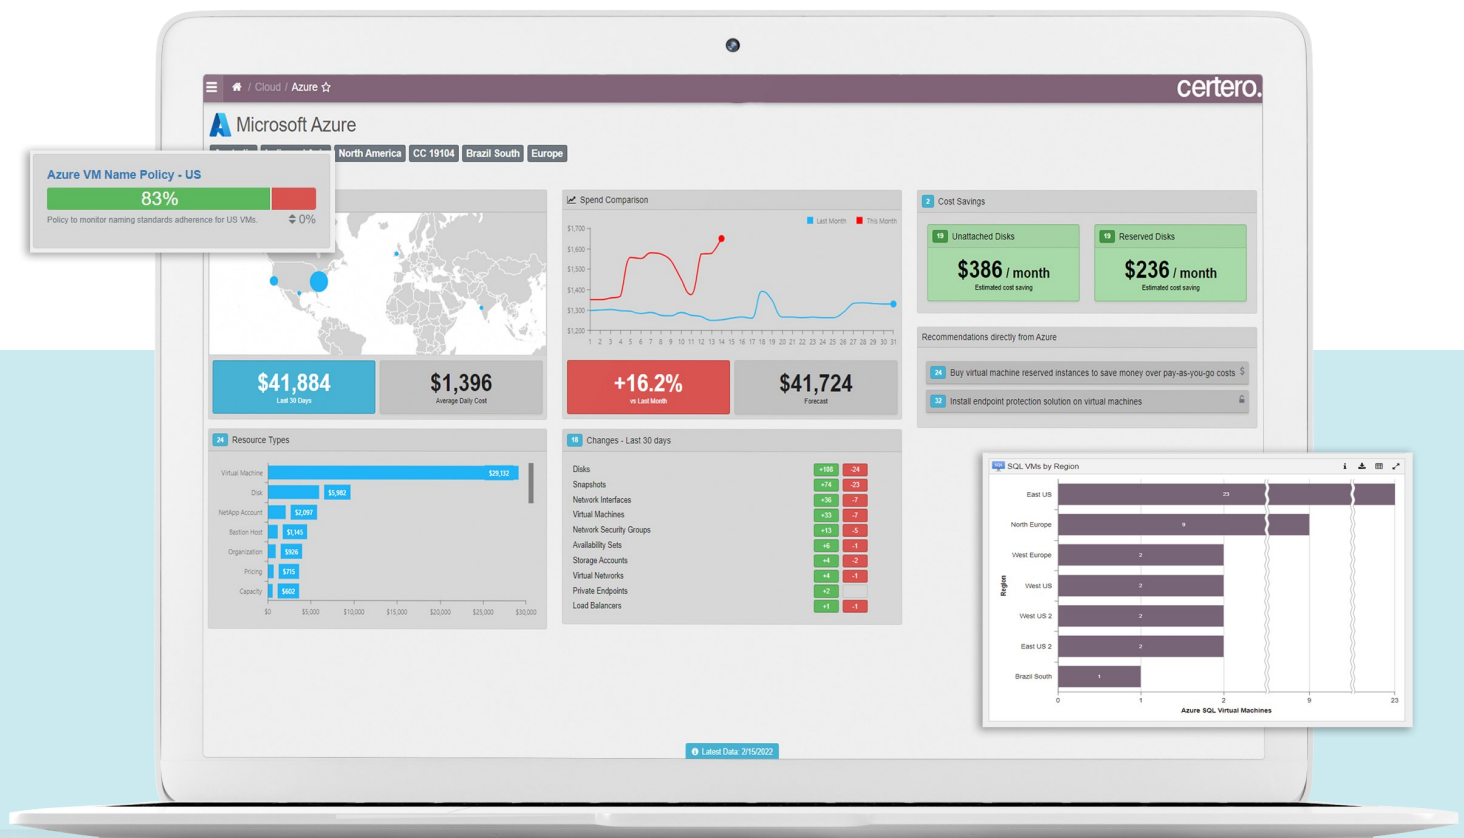 / Cloud / Azure
certero.
Microsoft Azure
North America
CC 19104
Brazil South
Europe
Azure VM Name Policy - US
83%
Policy to monitor naming standards adherence for US VMs.
0%
$41,884
Last 30 Days
$1,396
Average Daily Cost
Spend Comparison
Last Month
This Month
$1,700
$1,600
$1,500
$1,400
$1,300
$1,200
1 2 3 4 5 6 7 8 9 10 11 12 13 14 15 16 17 18 19 20 21 22 23 24 25 26 27 28 29 30 31
+16.2%
vs Last Month
$41,724
Forecast
2 Cost Savings
19 Unattached Disks
$386 / month
Estimated cost saving
19 Reserved Disks
$236 / month
Estimated cost saving
Recommendations directly from Azure
24 Buy virtual machine reserved instances to save money over pay-as-you-go costs $
32 Install endpoint protection solution on virtual machines
24 Resource Types
Virtual Machine $29,132
Disk $5,982
NetApp Account $2,097
Bastion Host $1,145
Organization $926
Pricing $715
Capacity $602
$0 $5,000 $10,000 $15,000 $20,000 $25,000 $30,000
18 Changes - Last 30 days
Disks -24
Snapshots +74 -23
Network Interfaces +36 -7
Virtual Machines +33 -7
Network Security Groups +13 -5
Availability Sets +6 -1
Storage Accounts +4 -2
Virtual Networks +4 -1
Private Endpoints +2
Load Balancers +1 -1
SQL SQL VMs by Region
East US 23
North Europe 9
West Europe 2
West US 2
West US 2 2
East US 2 2
Brazil South 1
0 1 2 9 23
Region
Azure SQL Virtual Machines
Latest Data: 2/15/2022